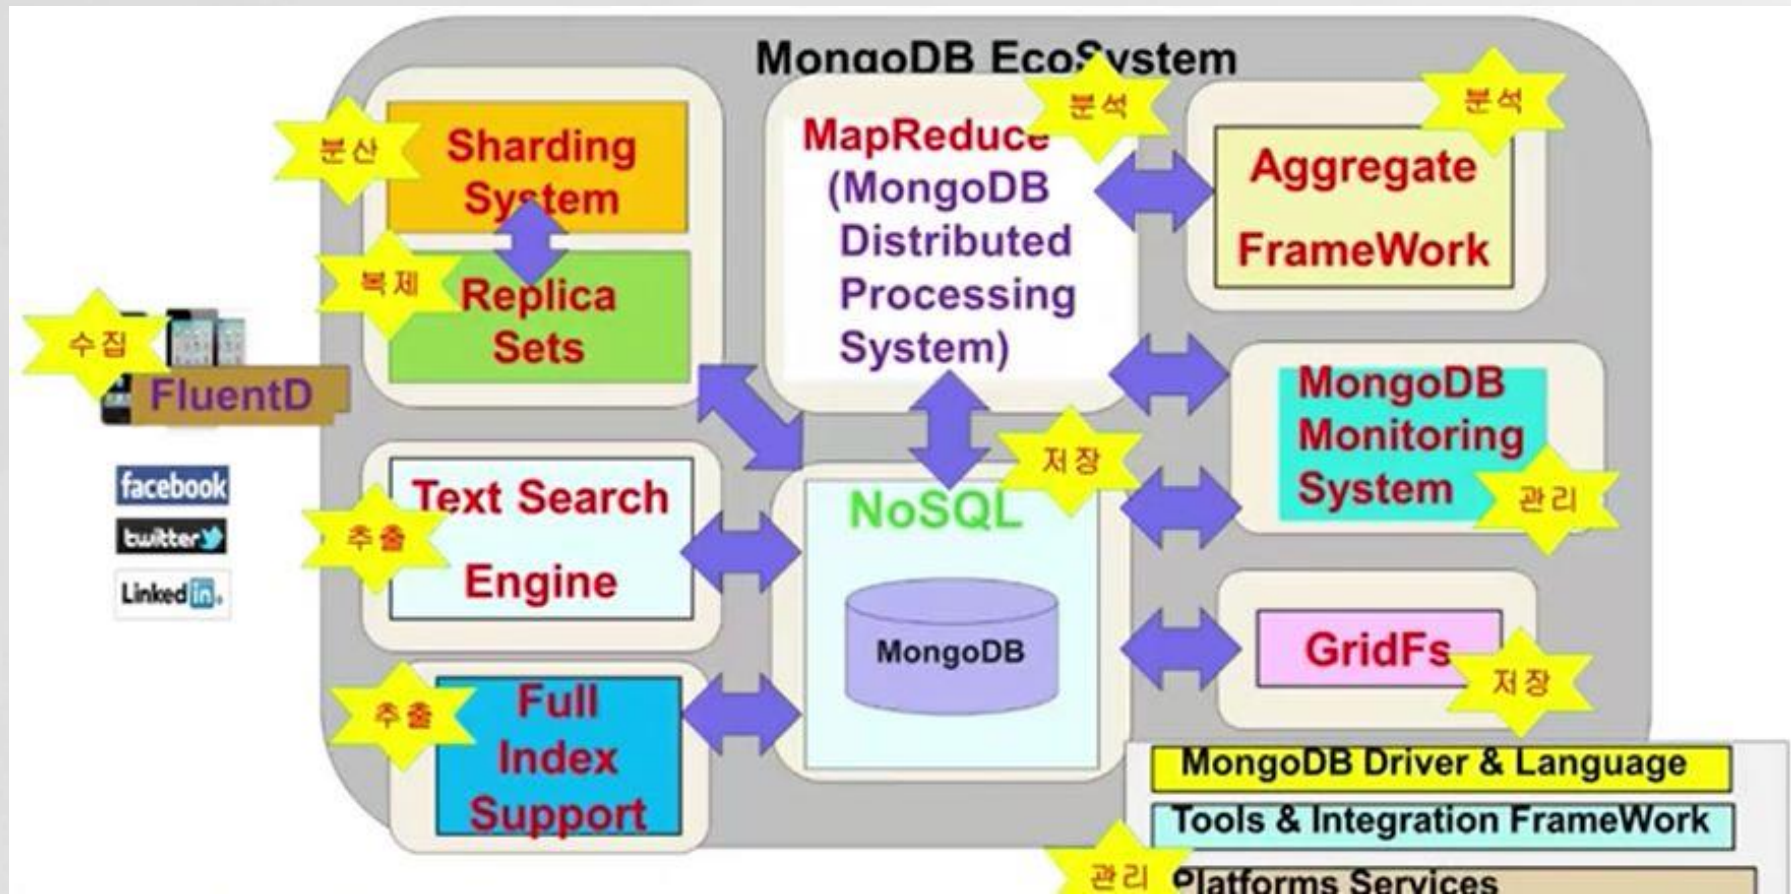 MongoDB EcoSystem
분산
Sharding
System
복제
Replica
Sets
분석
MapReduce
(MongoDB
Distributed
Processing
System)
분석
Aggregate
FrameWork
수집
FluentD
facebook
twitter
Linked in
추출
Text Search
Engine
저장
NoSQL
MongoDB
MongoDB
Monitoring
System
관리
추출
Full
Index
Support
GridFs
저장
MongoDB Driver & Language
Tools & Integration FrameWork
관리
Platforms Services